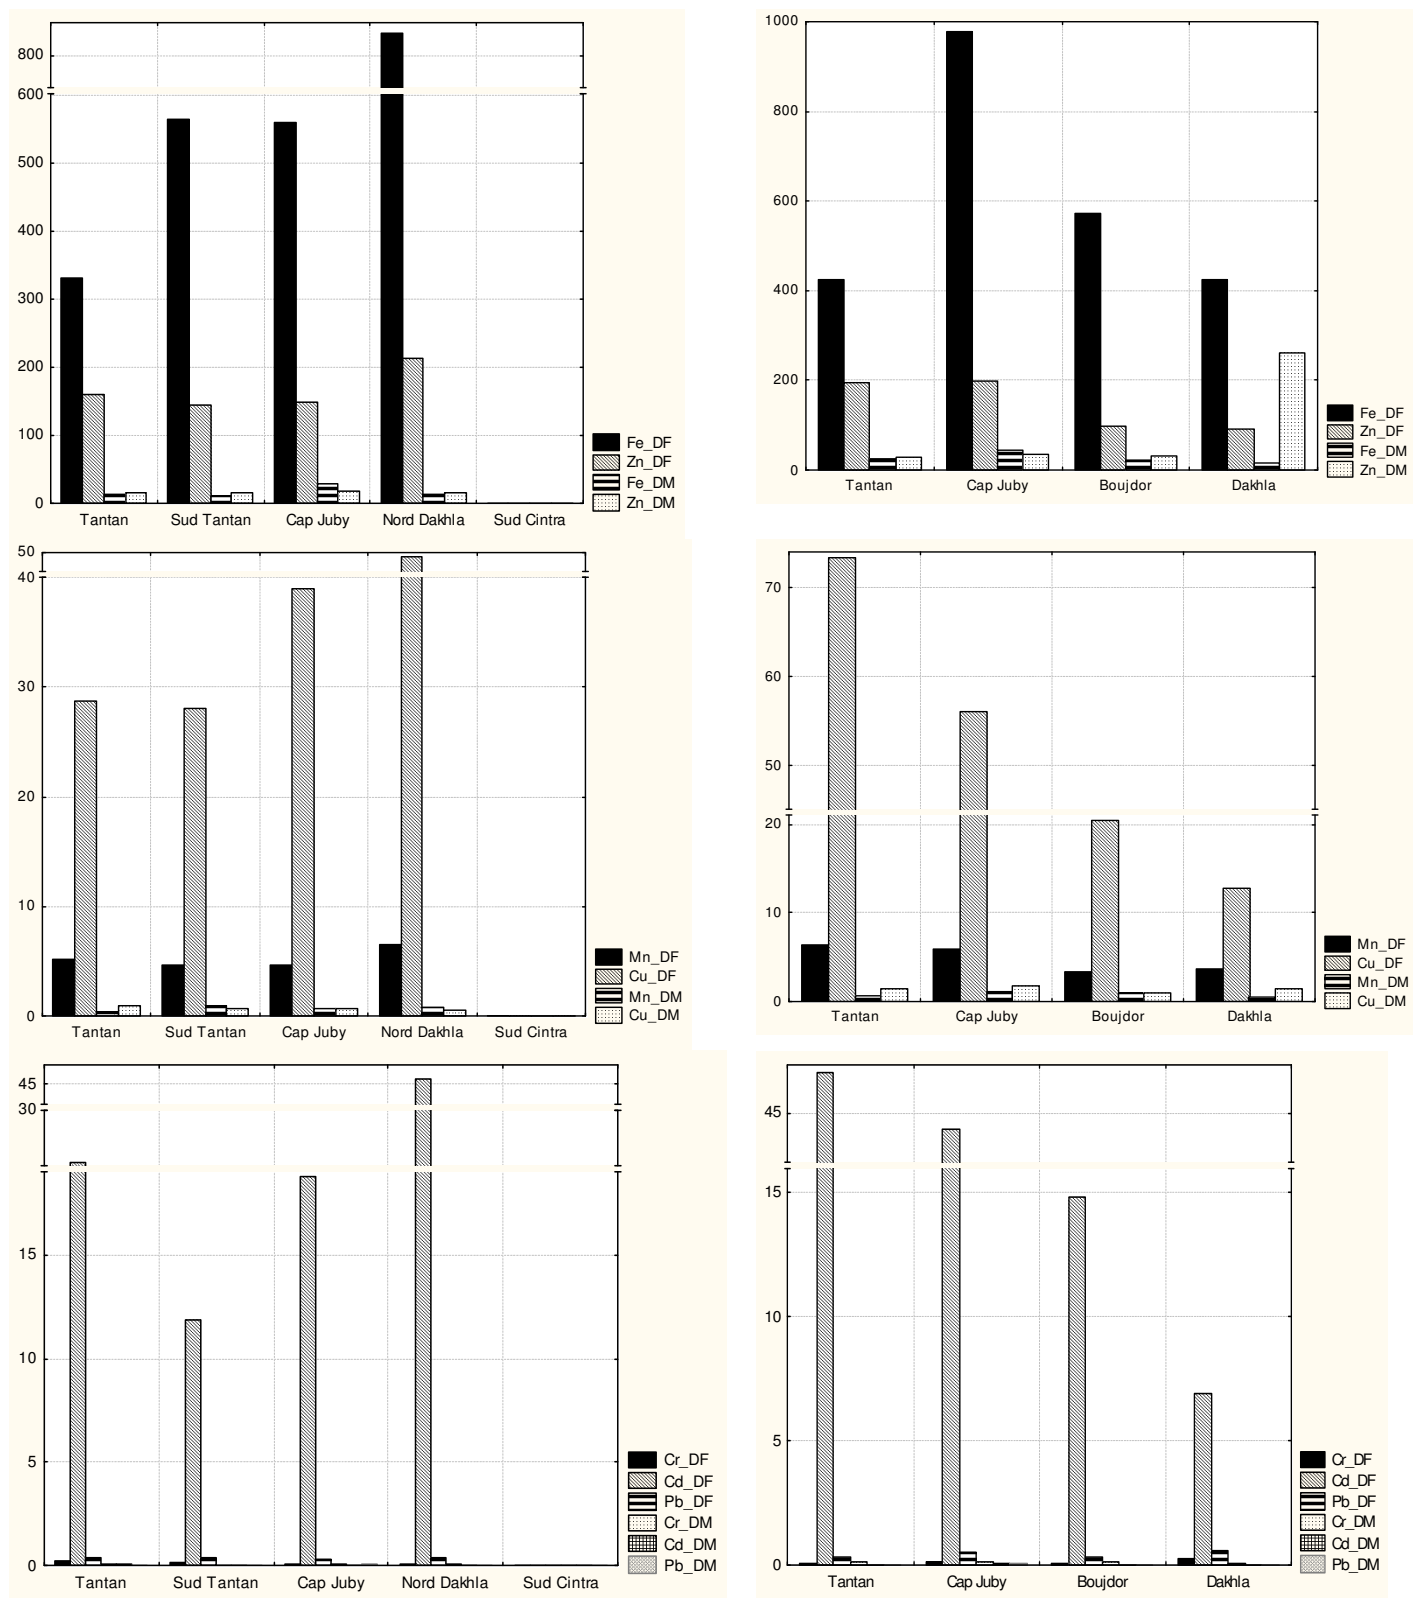 800
600
500
400
300
200
100
0
Tantan Sud Tantan Cap Juby Nord Dakhla Sud Cintra
Fe_DF
Zn_DF
Fe_DM
Zn_DM
1000
800
600
400
200
0
Tantan Cap Juby Boujdor Dakhla
Fe_DF
Zn_DF
Fe_DM
Zn_DM
50
40
30
20
10
0
Tantan Sud Tantan Cap Juby Nord Dakhla Sud Cintra
Mn_DF
Cu_DF
Mn_DM
Cu_DM
70
60
50
20
10
0
Tantan Cap Juby Boujdor Dakhla
Mn_DF
Cu_DF
Mn_DM
Cu_DM
45
30
15
10
5
0
Tantan Sud Tantan Cap Juby Nord Dakhla Sud Cintra
Cr_DF
Cd_DF
Pb_DF
Cr_DM
Cd_DM
Pb_DM
45
15
10
5
0
Tantan Cap Juby Boujdor Dakhla
Cr_DF
Cd_DF
Pb_DF
Cr_DM
Cd_DM
Pb_DM